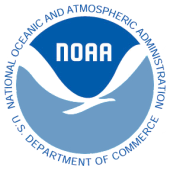 NATIONAL OCEANIC AND ATMOSPHERIC ADMINISTRATION
NOAA
U.S. DEPARTMENT OF COMMERCE